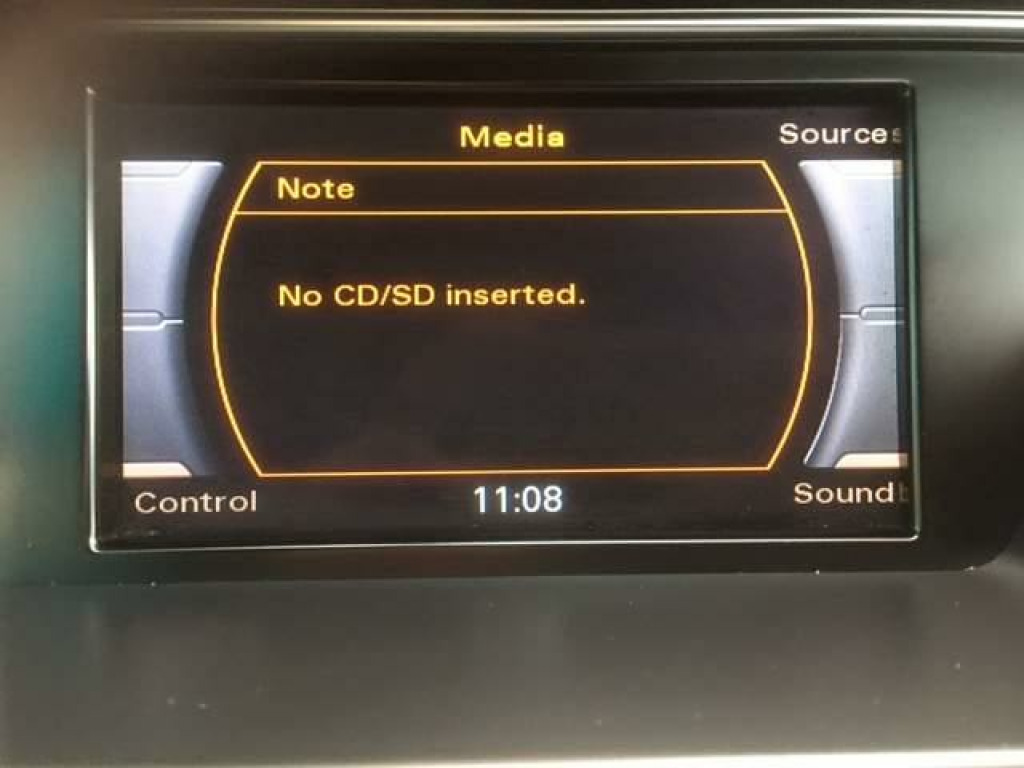 Media
Sources
Note
No CD/SD inserted.
Control
11:08
Sound